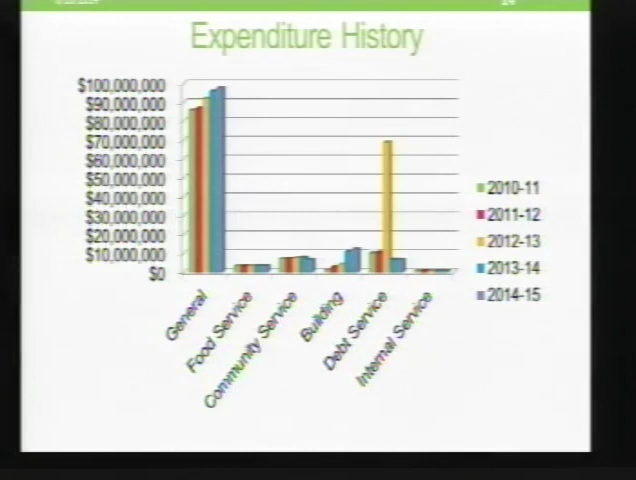 24
Expenditure History
$100,000,000
$90,000,000
$80,000,000
$70,000,000
$60,000,000
$50,000,000
$40,000,000
$30,000,000
$20,000,000
$10,000,000
$0
General
Food Service
Community Service
Building
Debt Service
Internal Service
2010-11
2011-12
2012-13
2013-14
2014-15